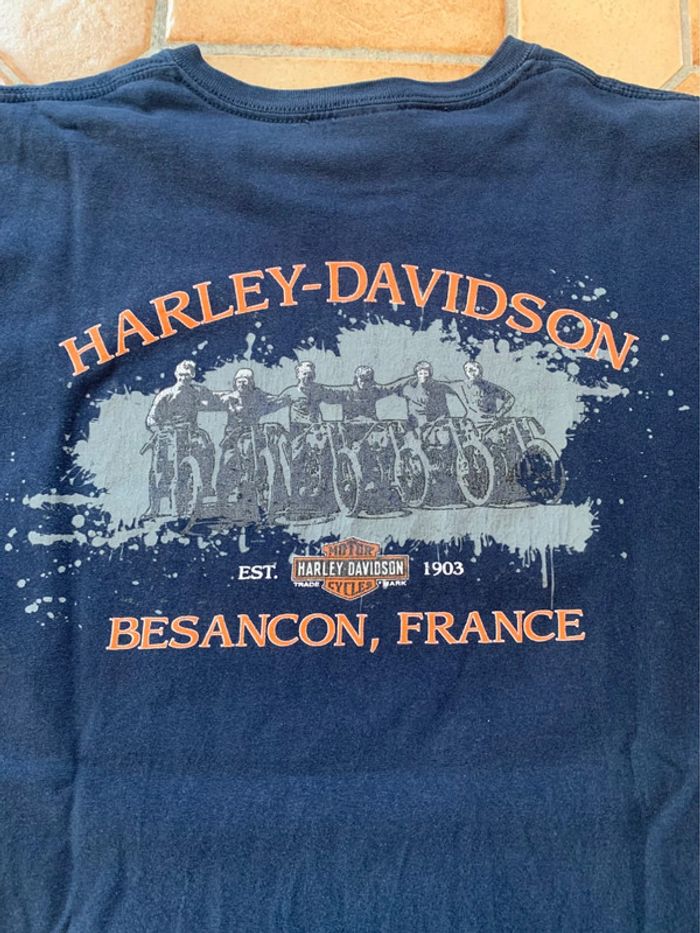 HARLEY-DAVIDSON
EST. 1903
MOTOR
HARLEY-DAVIDSON
TRADE MARK
CYCLES
BESANCON, FRANCE